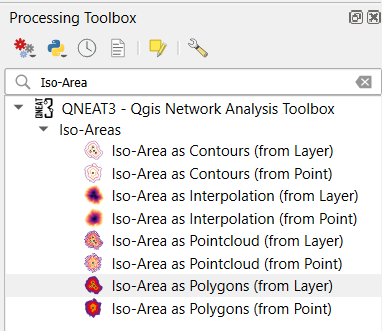 Processing Toolbox
Iso-Area
QNEAT3 - Qgis Network Analysis Toolbox
Iso-Areas
Iso-Area as Contours (from Layer)
Iso-Area as Contours (from Point)
Iso-Area as Interpolation (from Layer)
Iso-Area as Interpolation (from Point)
Iso-Area as Pointcloud (from Layer)
Iso-Area as Pointcloud (from Point)
Iso-Area as Polygons (from Layer)
Iso-Area as Polygons (from Point)